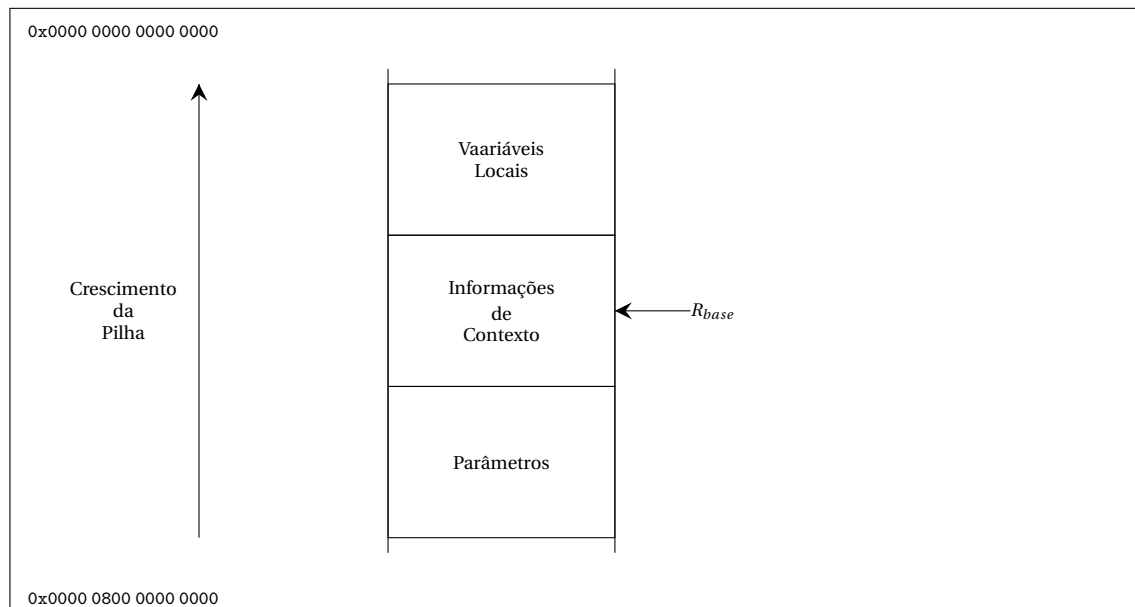 0x0000 0000 0000 0000
Vaariáveis
Locais
Crescimento
da
Pilha
Informações
de
Contexto
R_base
Parâmetros
0x0000 0800 0000 0000